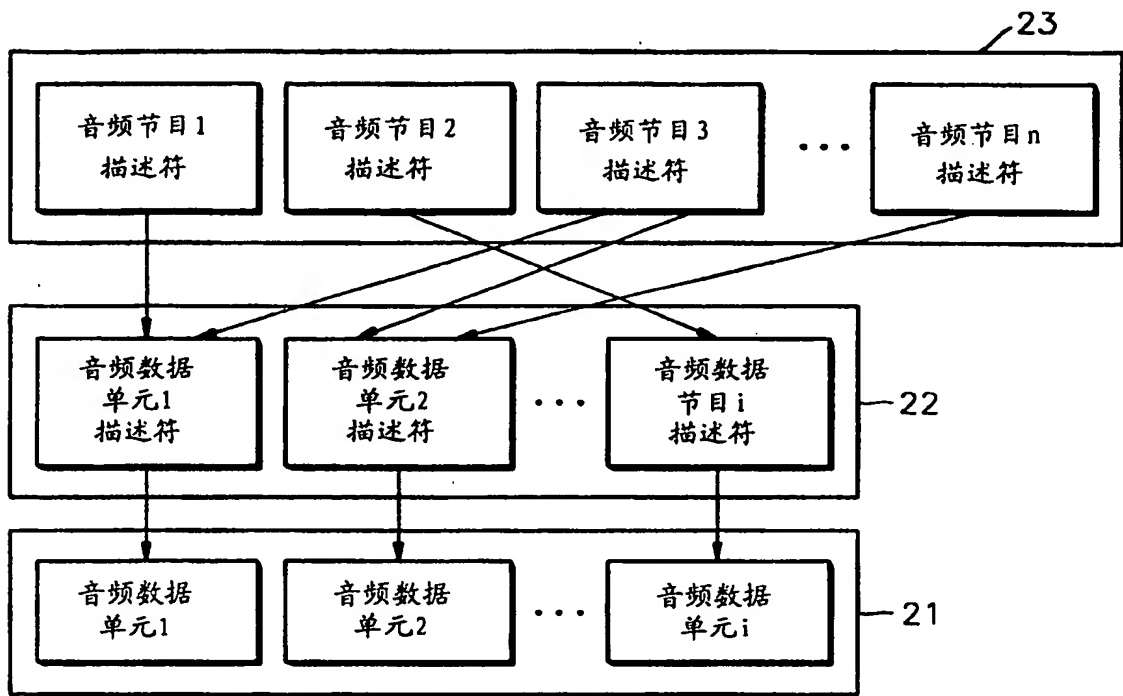 23
音频节目1
描述符
音频节目2
描述符
音频节目3
描述符
...
音频节目n
描述符
音频数据
单元1
描述符
音频数据
单元2
描述符
...
音频数据
节目i
描述符
22
音频数据
单元1
音频数据
单元2
...
音频数据
单元i
21